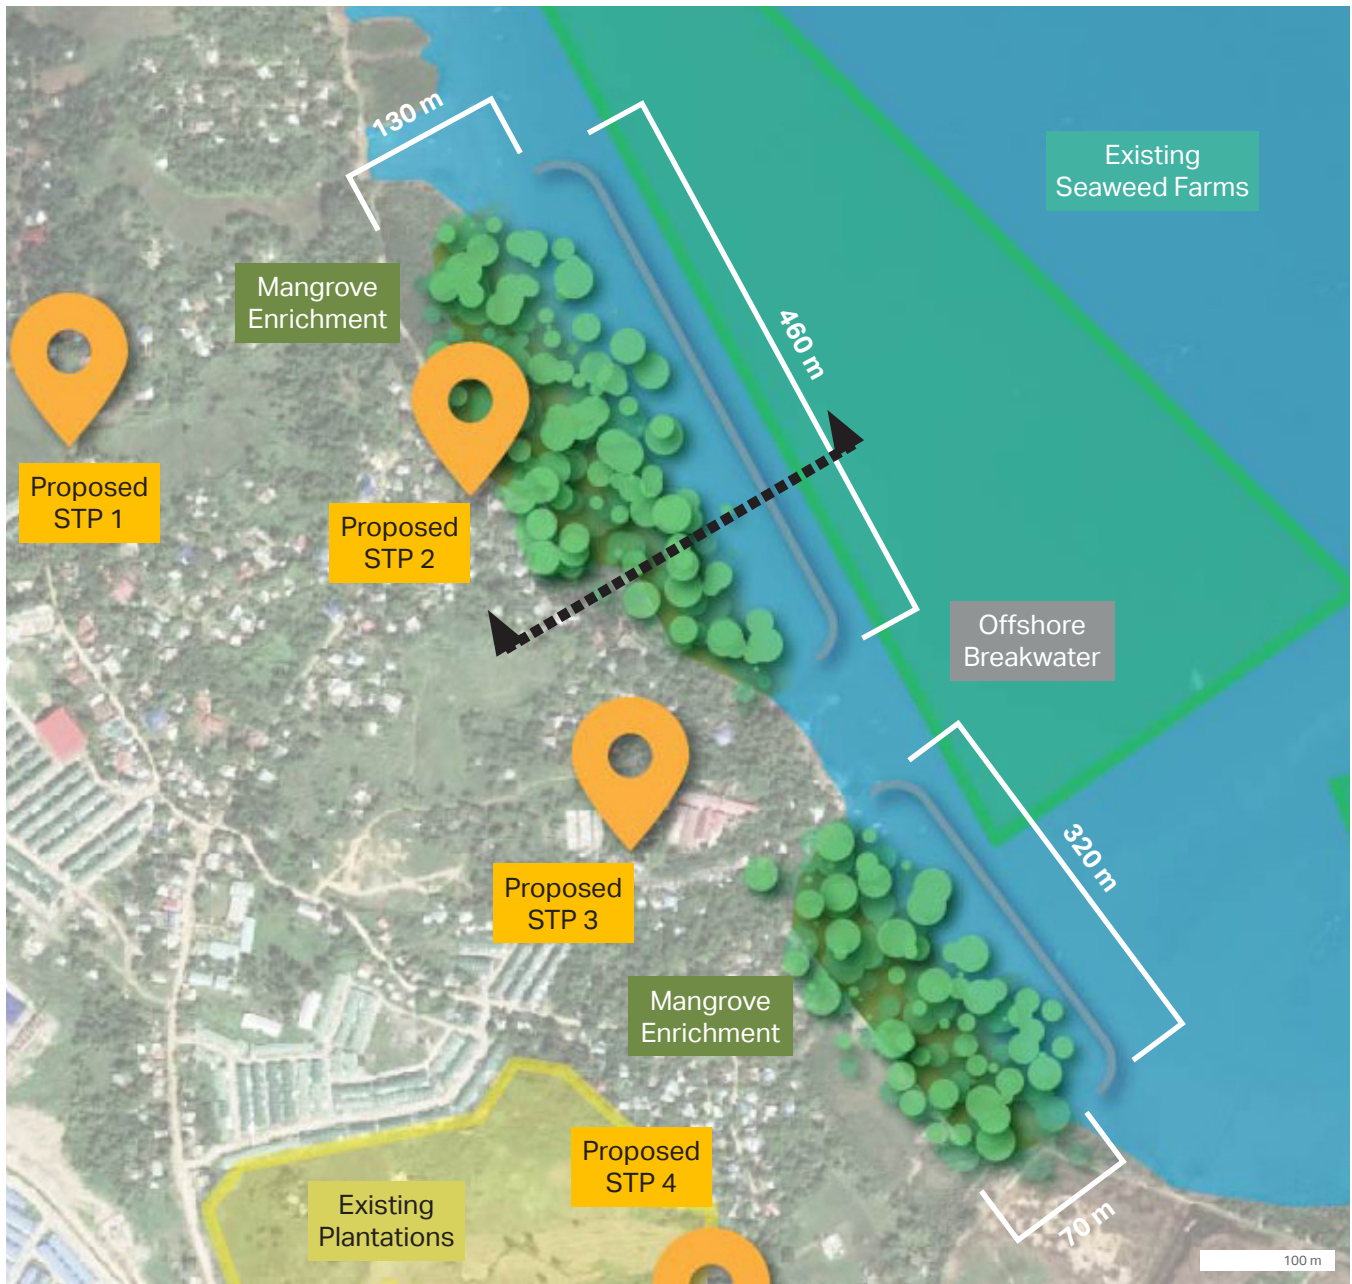 130 m
Existing
Seaweed Farms
Mangrove
Enrichment
460 m
Proposed
STP 1
Proposed
STP 2
Offshore
Breakwater
320 m
Proposed
STP 3
Mangrove
Enrichment
Proposed
STP 4
Existing
Plantations
70 m
100 m